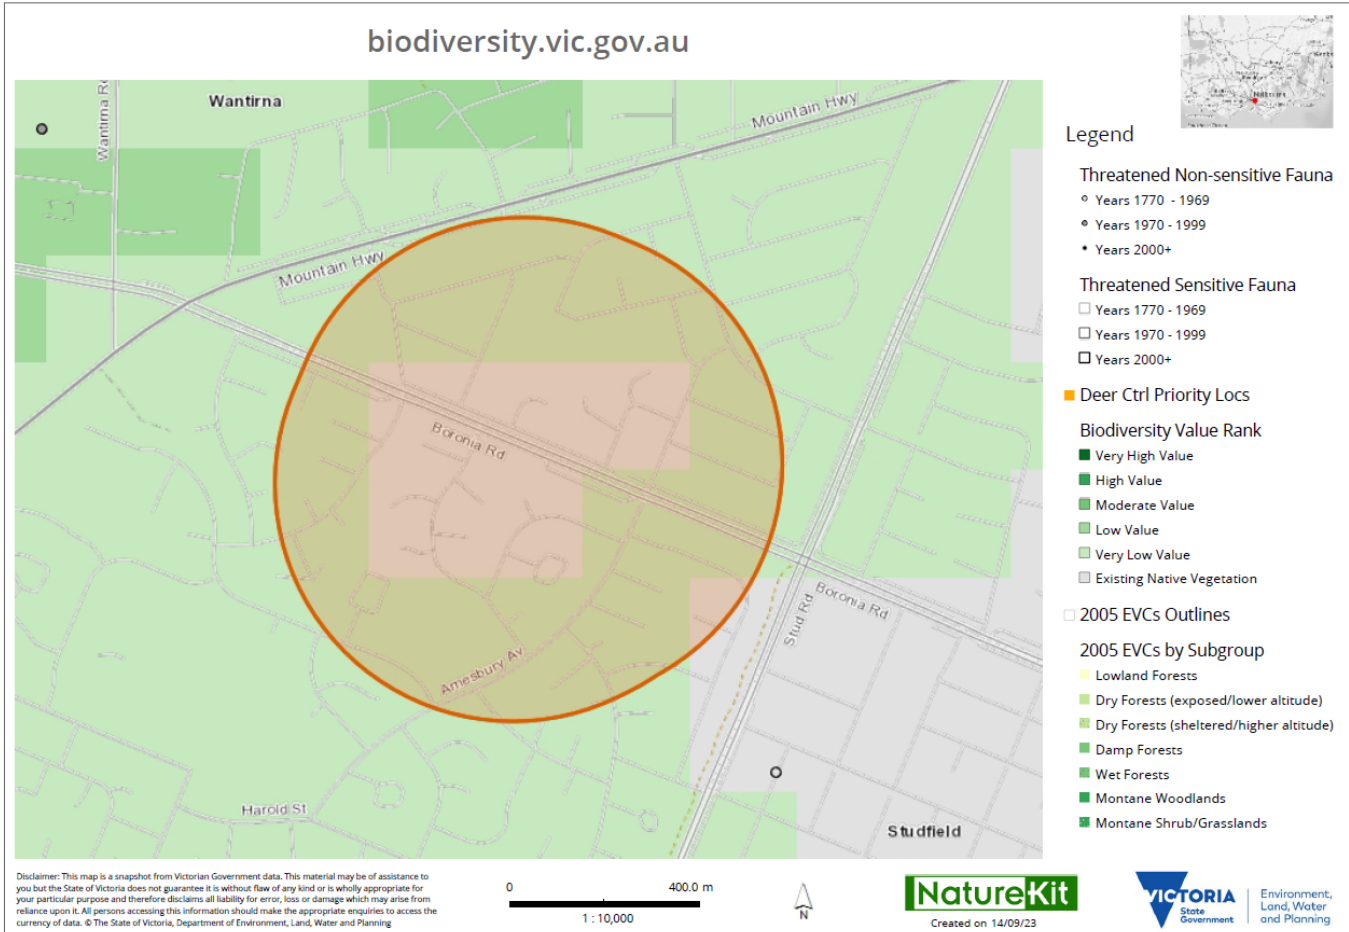 biodiversity.vic.gov.au
Wantirna
Wantirna Rd
Mountain Hwy
Mountain Hwy
Boronia Rd
Boronia Rd
Stud Rd
Amesbury Av
Harold St
Studfield
Legend
Threatened Non-sensitive Fauna
Years 1770 - 1969
Years 1970 - 1999
Years 2000+
Threatened Sensitive Fauna
Years 1770 - 1969
Years 1970 - 1999
Years 2000+
Deer Ctrl Priority Locs
Biodiversity Value Rank
Very High Value
High Value
Moderate Value
Low Value
Very Low Value
Existing Native Vegetation
2005 EVCs Outlines
2005 EVCs by Subgroup
Lowland Forests
Dry Forests (exposed/lower altitude)
Dry Forests (sheltered/higher altitude)
Damp Forests
Wet Forests
Montane Woodlands
Montane Shrub/Grasslands
Disclaimer: This map is a snapshot from Victorian Government data. This material may be of assistance to
you but the State of Victoria does not guarantee it is without flaw of any kind or is wholly appropriate for
your particular purpose and therefore disclaims all liability for error, loss or damage which may arise from
reliance upon it. All persons accessing this information should make the appropriate enquiries to access the
currency of data. © The State of Victoria, Department of Environment, Land, Water and Planning
0 400.0 m
1 : 10,000
N
NatureKit
Created on 14/09/23
VICTORIA
State
Government
Environment,
Land, Water
and Planning